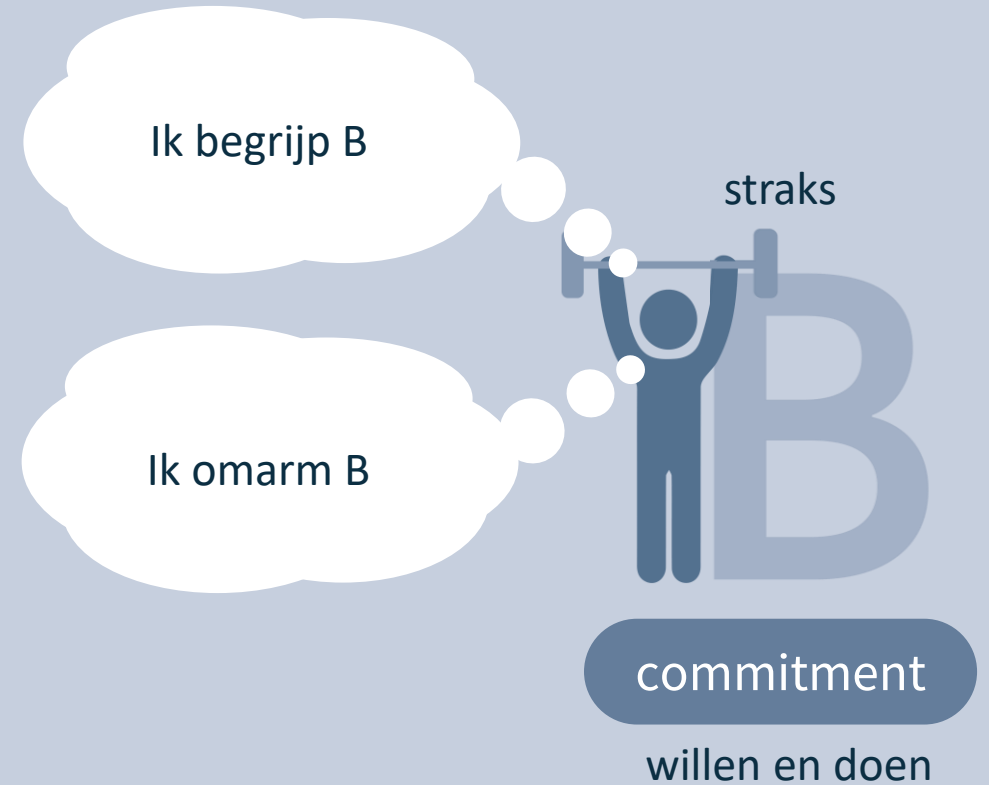 Ik begrijp B
straks
Ik omarm B
B
commitment
willen en doen